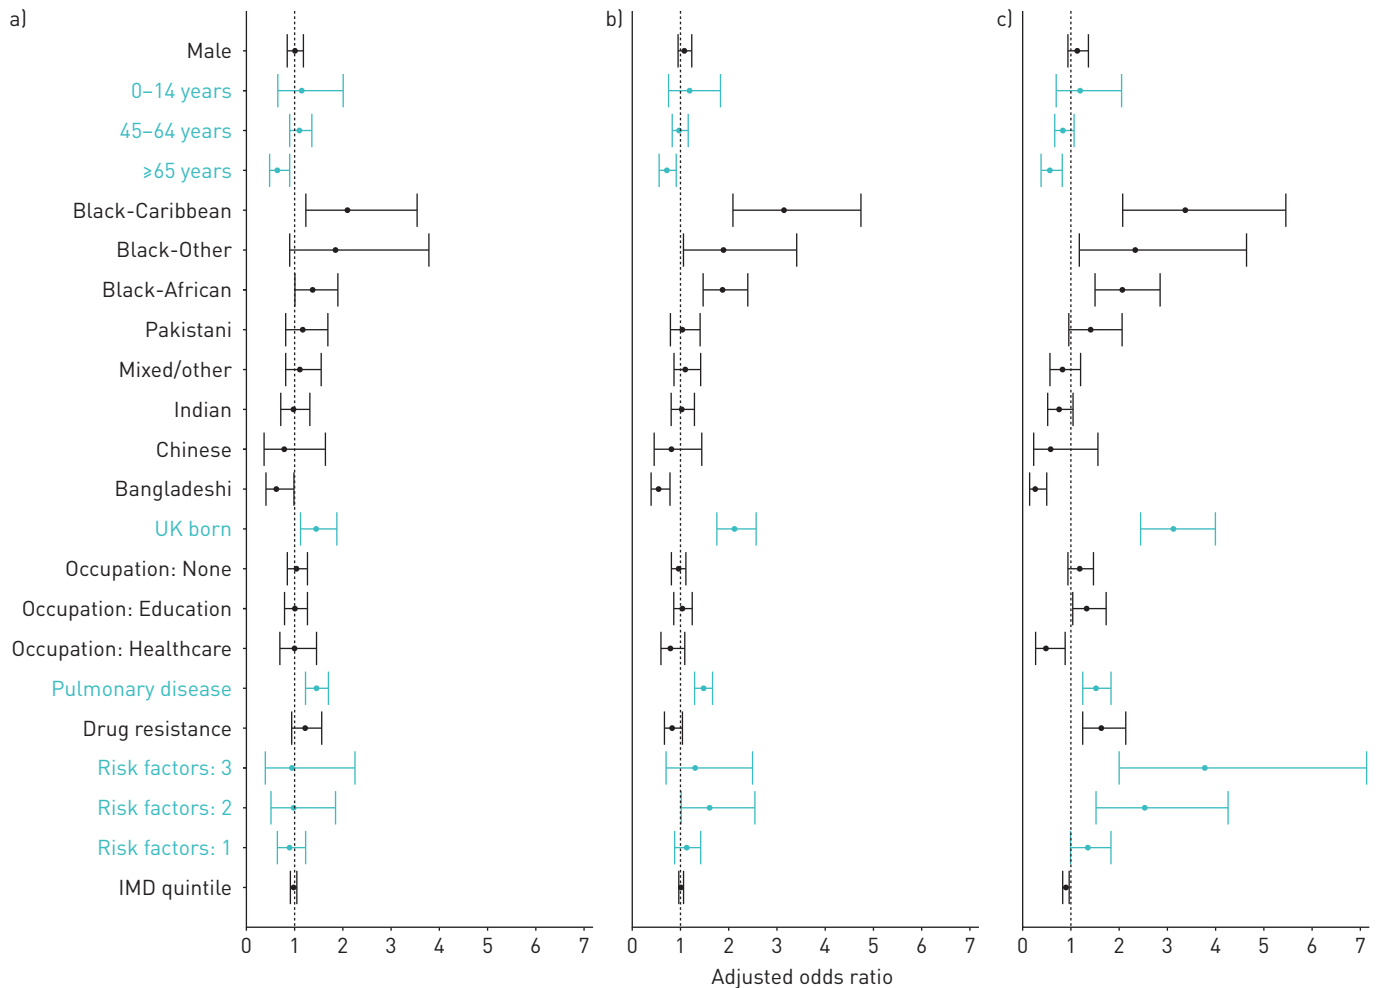 a)
b)
c)
Male
0–14 years
45–64 years
≥65 years
Black-Caribbean
Black-Other
Black-African
Pakistani
Mixed/other
Indian
Chinese
Bangladeshi
UK born
Occupation: None
Occupation: Education
Occupation: Healthcare
Pulmonary disease
Drug resistance
Risk factors: 3
Risk factors: 2
Risk factors: 1
IMD quintile
0 1 2 3 4 5 6 7
0 1 2 3 4 5 6 7
0 1 2 3 4 5 6 7
Adjusted odds ratio